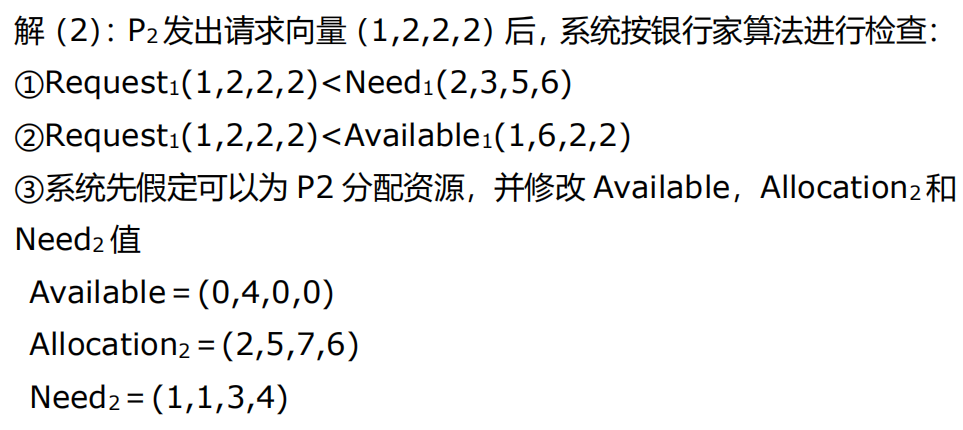 解 (2)：P₂发出请求向量 (1,2,2,2) 后，系统按银行家算法进行检查：
①Request₁(1,2,2,2)<Need₁(2,3,5,6)
②Request₁(1,2,2,2)<Available₁(1,6,2,2)
③系统先假定可以为 P2 分配资源，并修改 Available，Allocation₂和
Need₂值
Available＝(0,4,0,0)
Allocation₂＝(2,5,7,6)
Need₂＝(1,1,3,4)